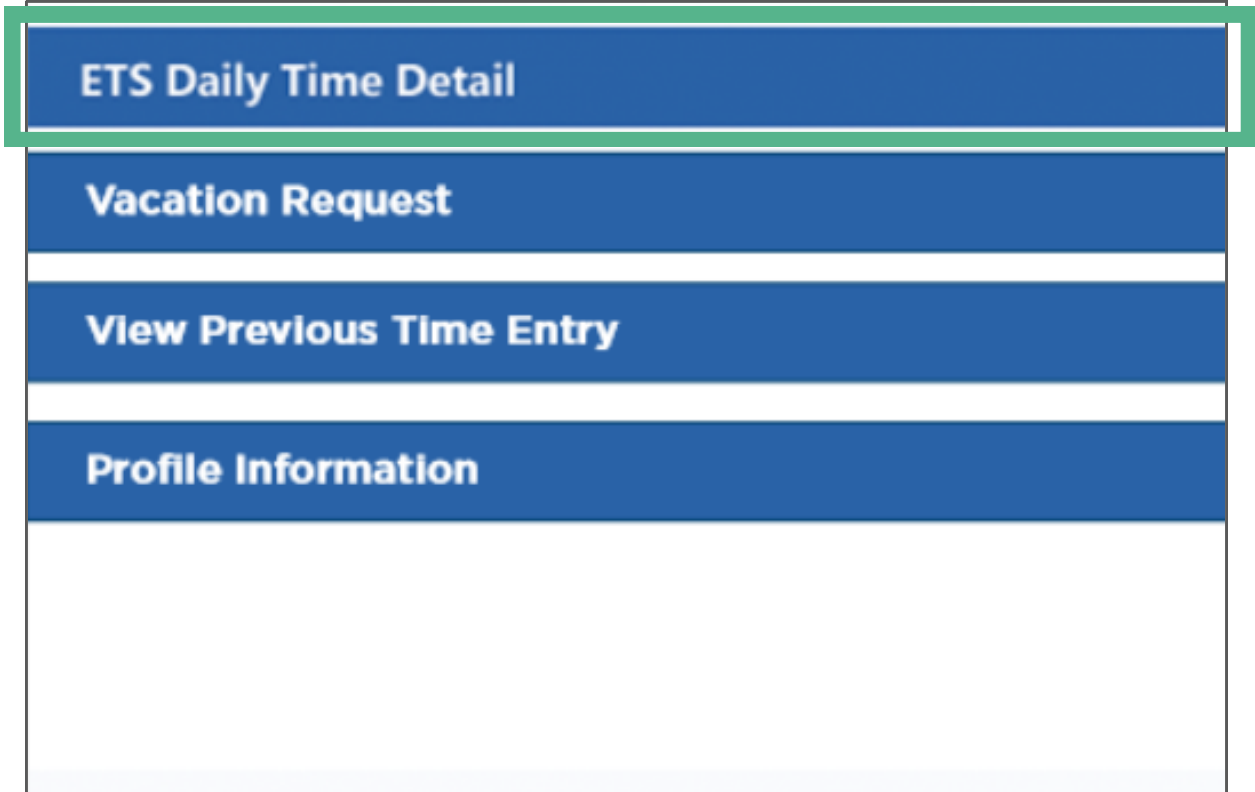 ETS Daily Time Detail
Vacation Request
View Previous Time Entry
Profile Information